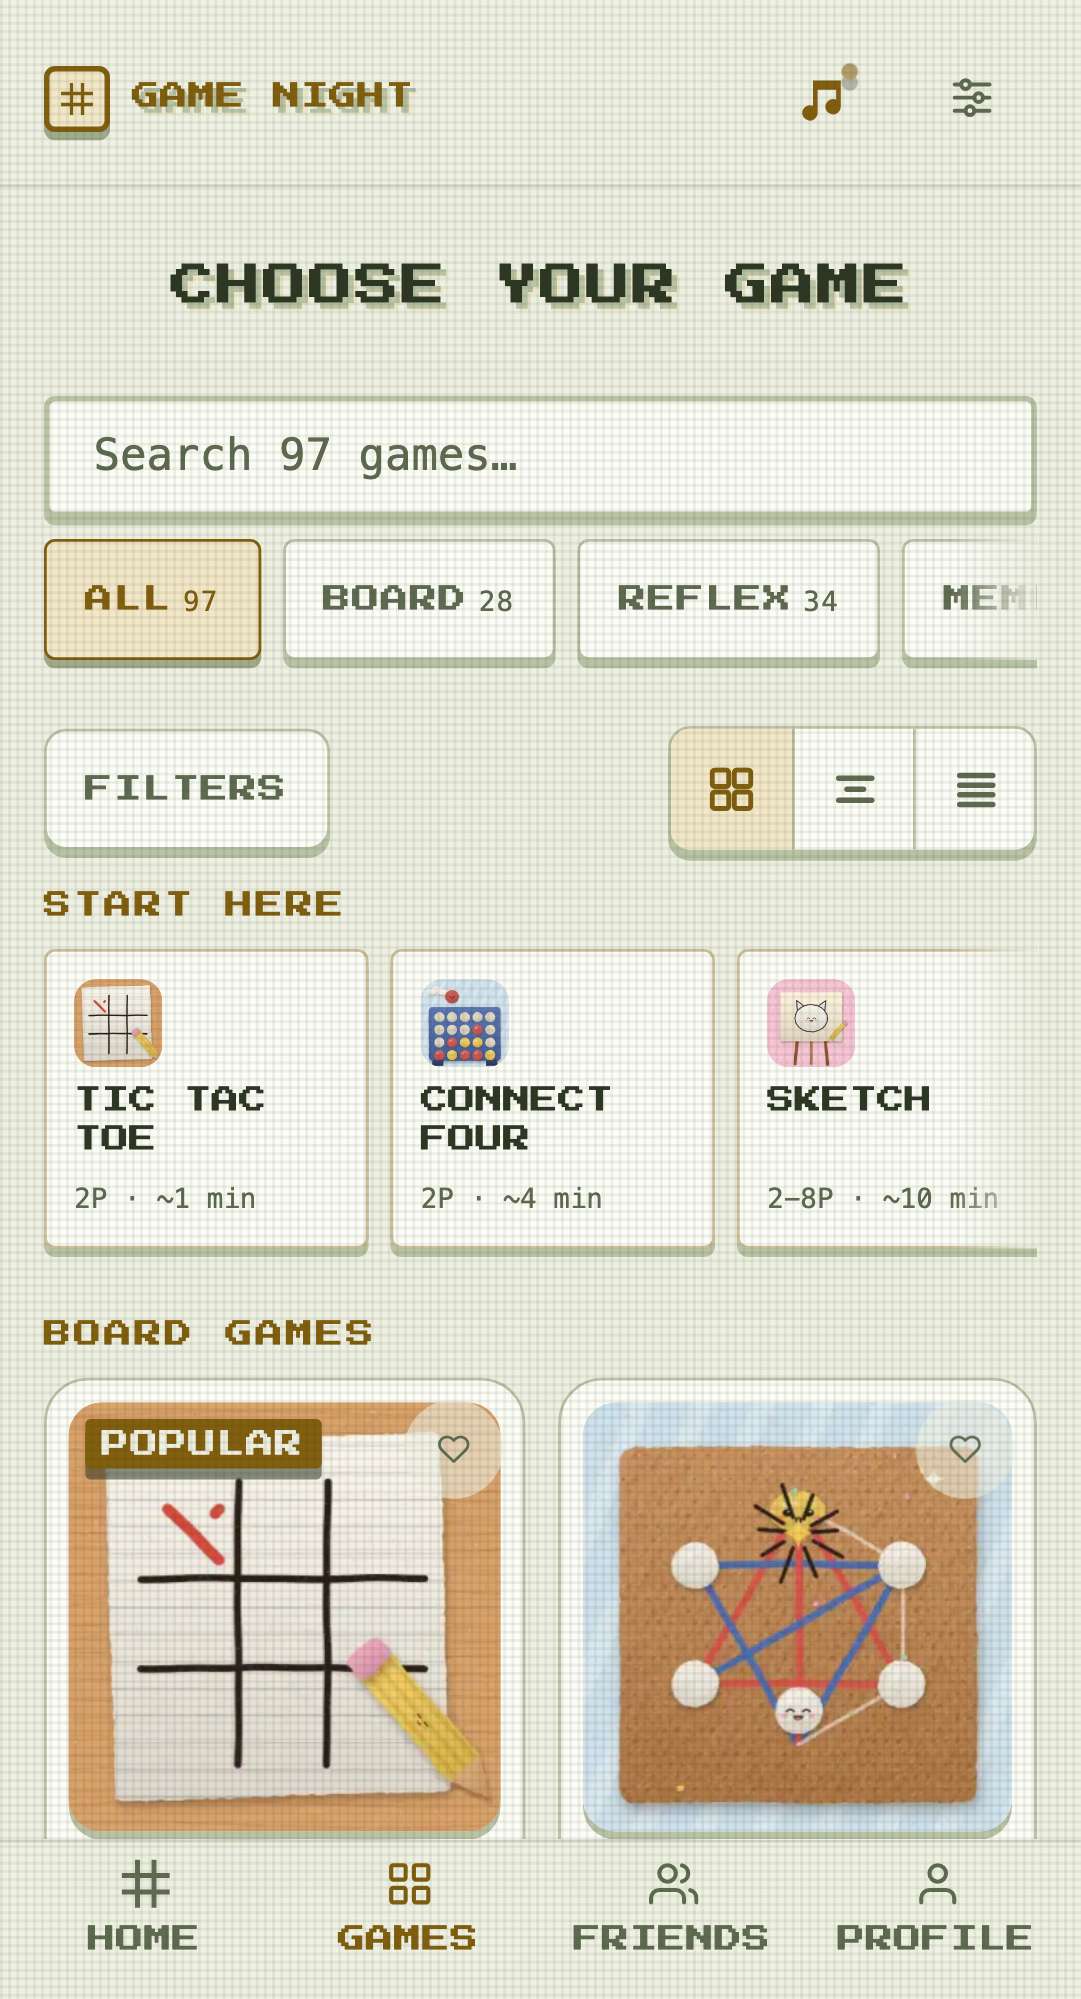 GAME NIGHT
CHOOSE YOUR GAME
Search 97 games…
ALL 97
BOARD 28
REFLEX 34
MEM
FILTERS
START HERE
TIC TAC
TOE
2P · ~1 min
CONNECT
FOUR
2P · ~4 min
SKETCH
2–8P · ~10 min
BOARD GAMES
POPULAR
HOME
GAMES
FRIENDS
PROFILE